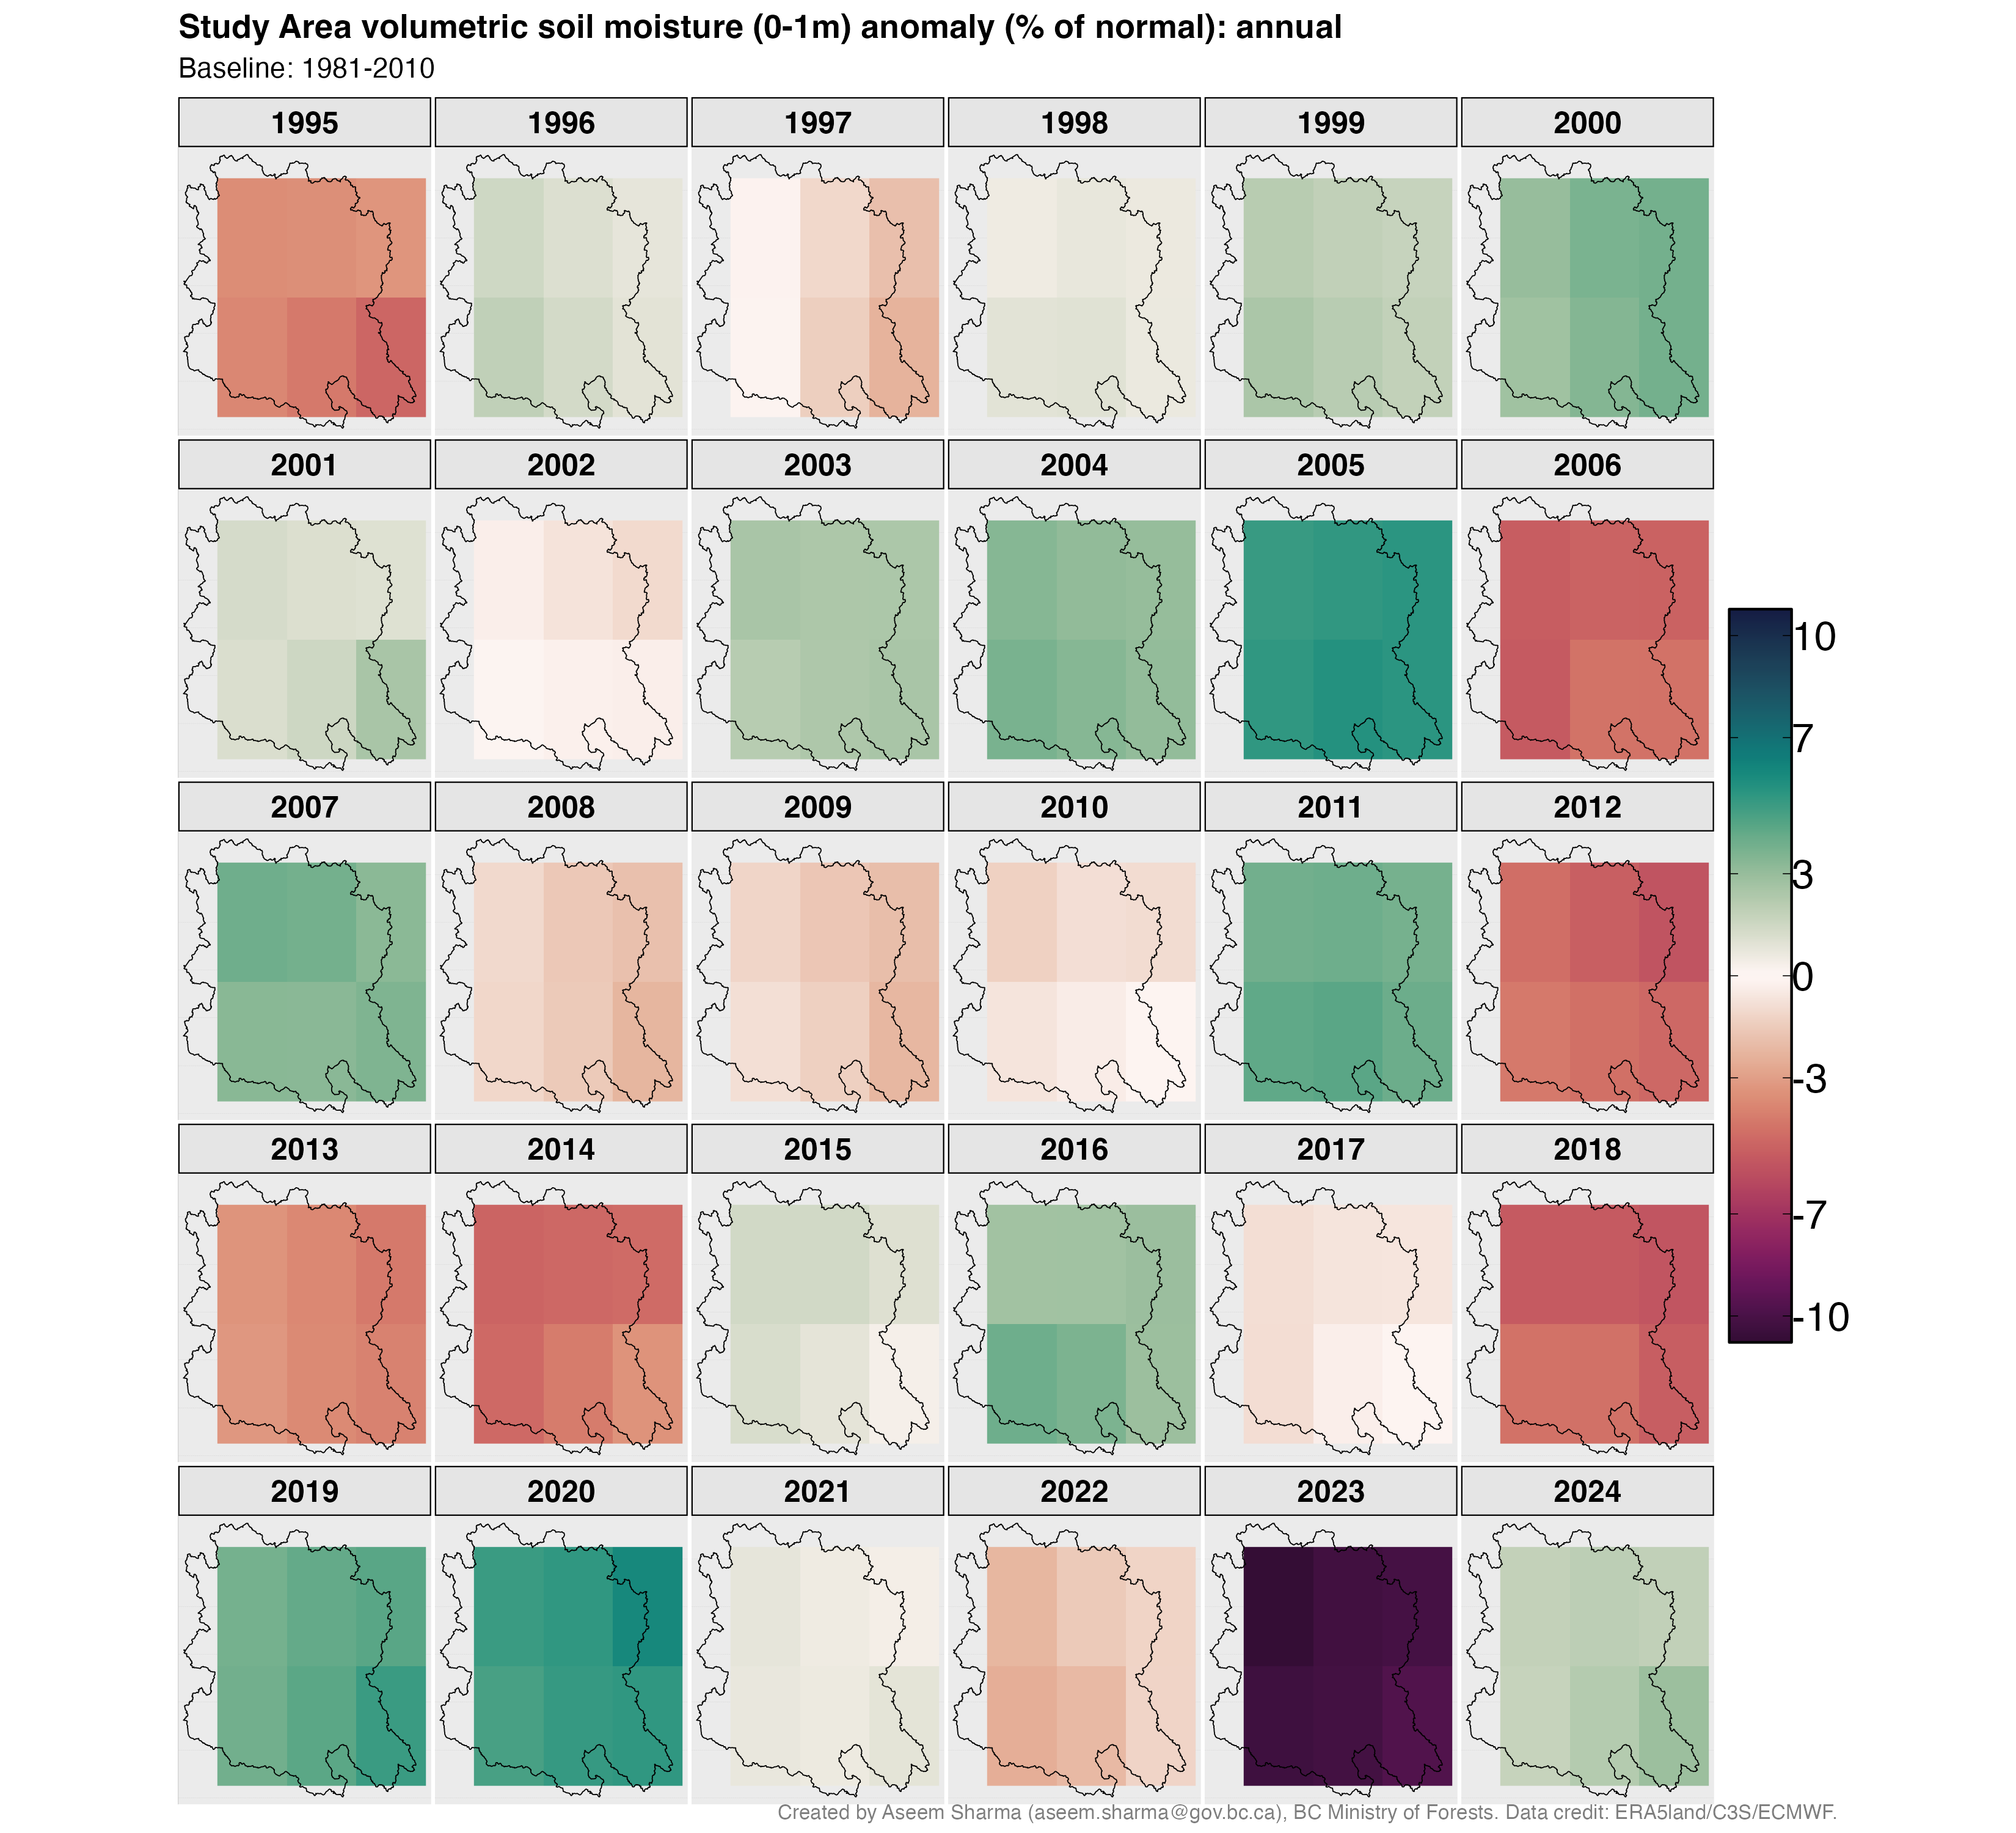 Study Area volumetric soil moisture (0-1m) anomaly (% of normal): annual
Baseline: 1981-2010
1995 1996 1997 1998 1999 2000
2001 2002 2003 2004 2005 2006
2007 2008 2009 2010 2011 2012
2013 2014 2015 2016 2017 2018
2019 2020 2021 2022 2023 2024
10
7
3
0
-3
-7
-10
Created by Aseem Sharma (aseem.sharma@gov.bc.ca), BC Ministry of Forests. Data credit: ERA5land/C3S/ECMWF.